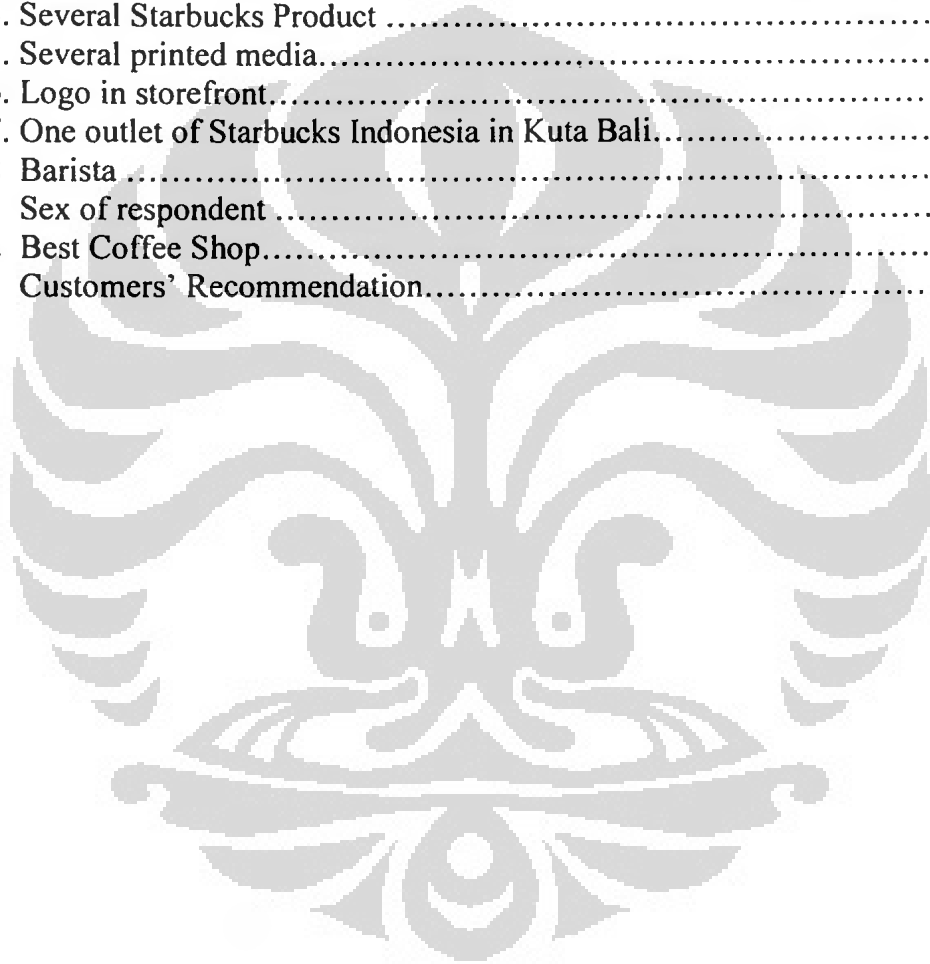 . Several Starbucks Product ................................................................
. Several printed media................................................................
. Logo in storefront................................................................
. One outlet of Starbucks Indonesia in Kuta Bali................................
Barista ................................................................
Sex of respondent ................................................................
. Best Coffee Shop................................................................
Customers’ Recommendation................................................................